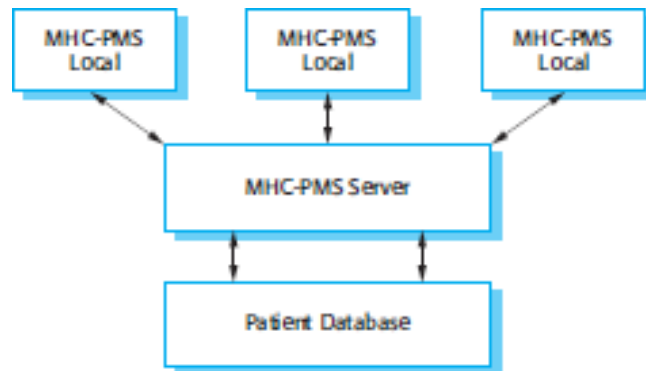 MHC-PMS
Local
MHC-PMS
Local
MHC-PMS
Local
MHC-PMS Server
Patient Database